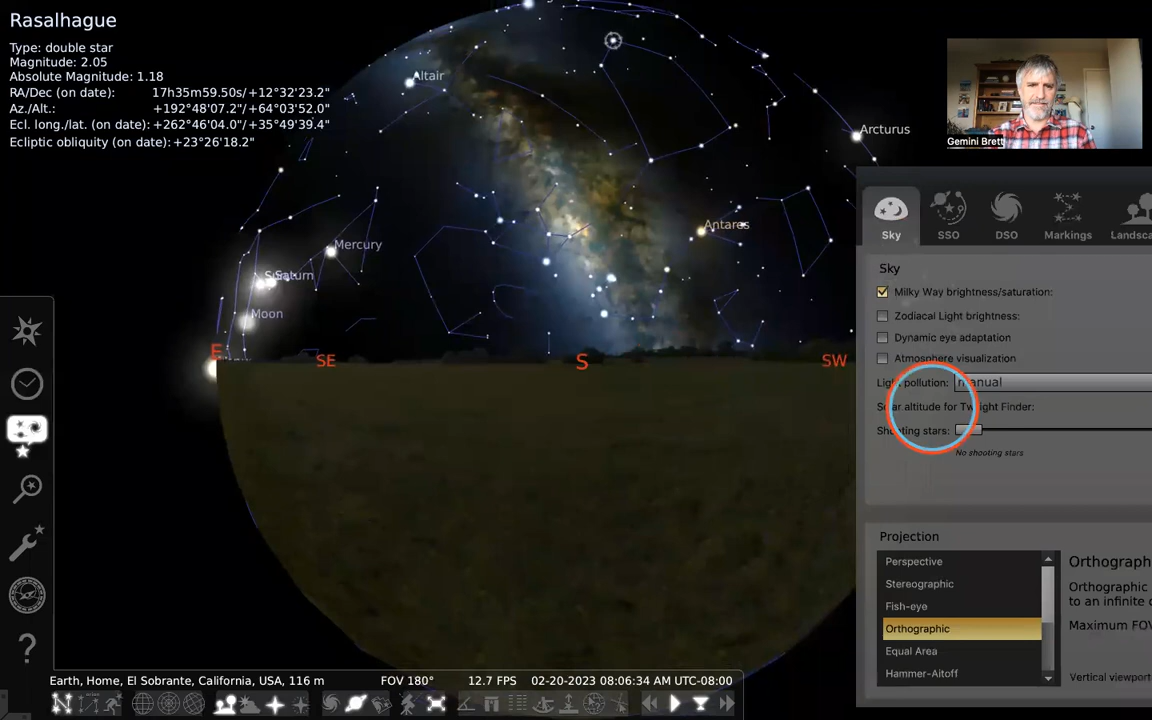 Rasalhague
Type: double star
Magnitude: 2.05
Absolute Magnitude: 1.18
RA/Dec (on date): 17h35m59.50s/+12°32'23.2"
Az./Alt.: +192°48'07.2"/+64°03'52.0"
Ecl. long./lat. (on date): +262°46'04.0"/+35°49'39.4"
Ecliptic obliquity (on date): +23°26'18.2"
Altair
Arcturus
Gemini Brett
Mercury
Antares
Saturn
Moon
E
SE
S
SW
Sky SSO DSO Markings Landsca
Sky
Milky Way brightness/saturation:
Zodiacal Light brightness:
Dynamic eye adaptation
Atmosphere visualization
Light pollution: manual
Solar altitude for Twilight Finder:
Shooting stars:
No shooting stars
Projection
Perspective
Stereographic
Fish-eye
Orthographic
Equal Area
Hammer-Aitoff
Orthograph
Orthographic
to an infinite
Maximum FOV
Vertical viewport
Earth, Home, El Sobrante, California, USA, 116 m FOV 180° 12.7 FPS 02-20-2023 08:06:34 AM UTC-08:00